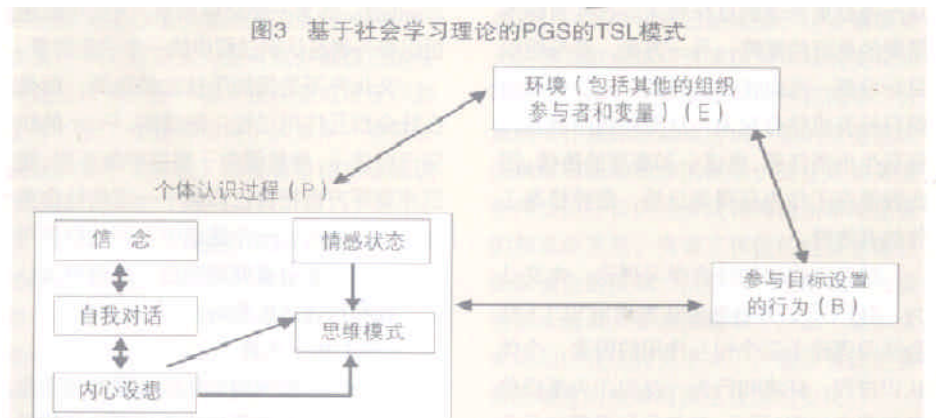 图3 基于社会学习理论的PGS的TSL模式
环境(包括其他的组织
参与者和变量)(E)
个体认识过程(P)
信 念
情感状态
自我对话
思维模式
内心设想
参与目标设置
的行为(B)